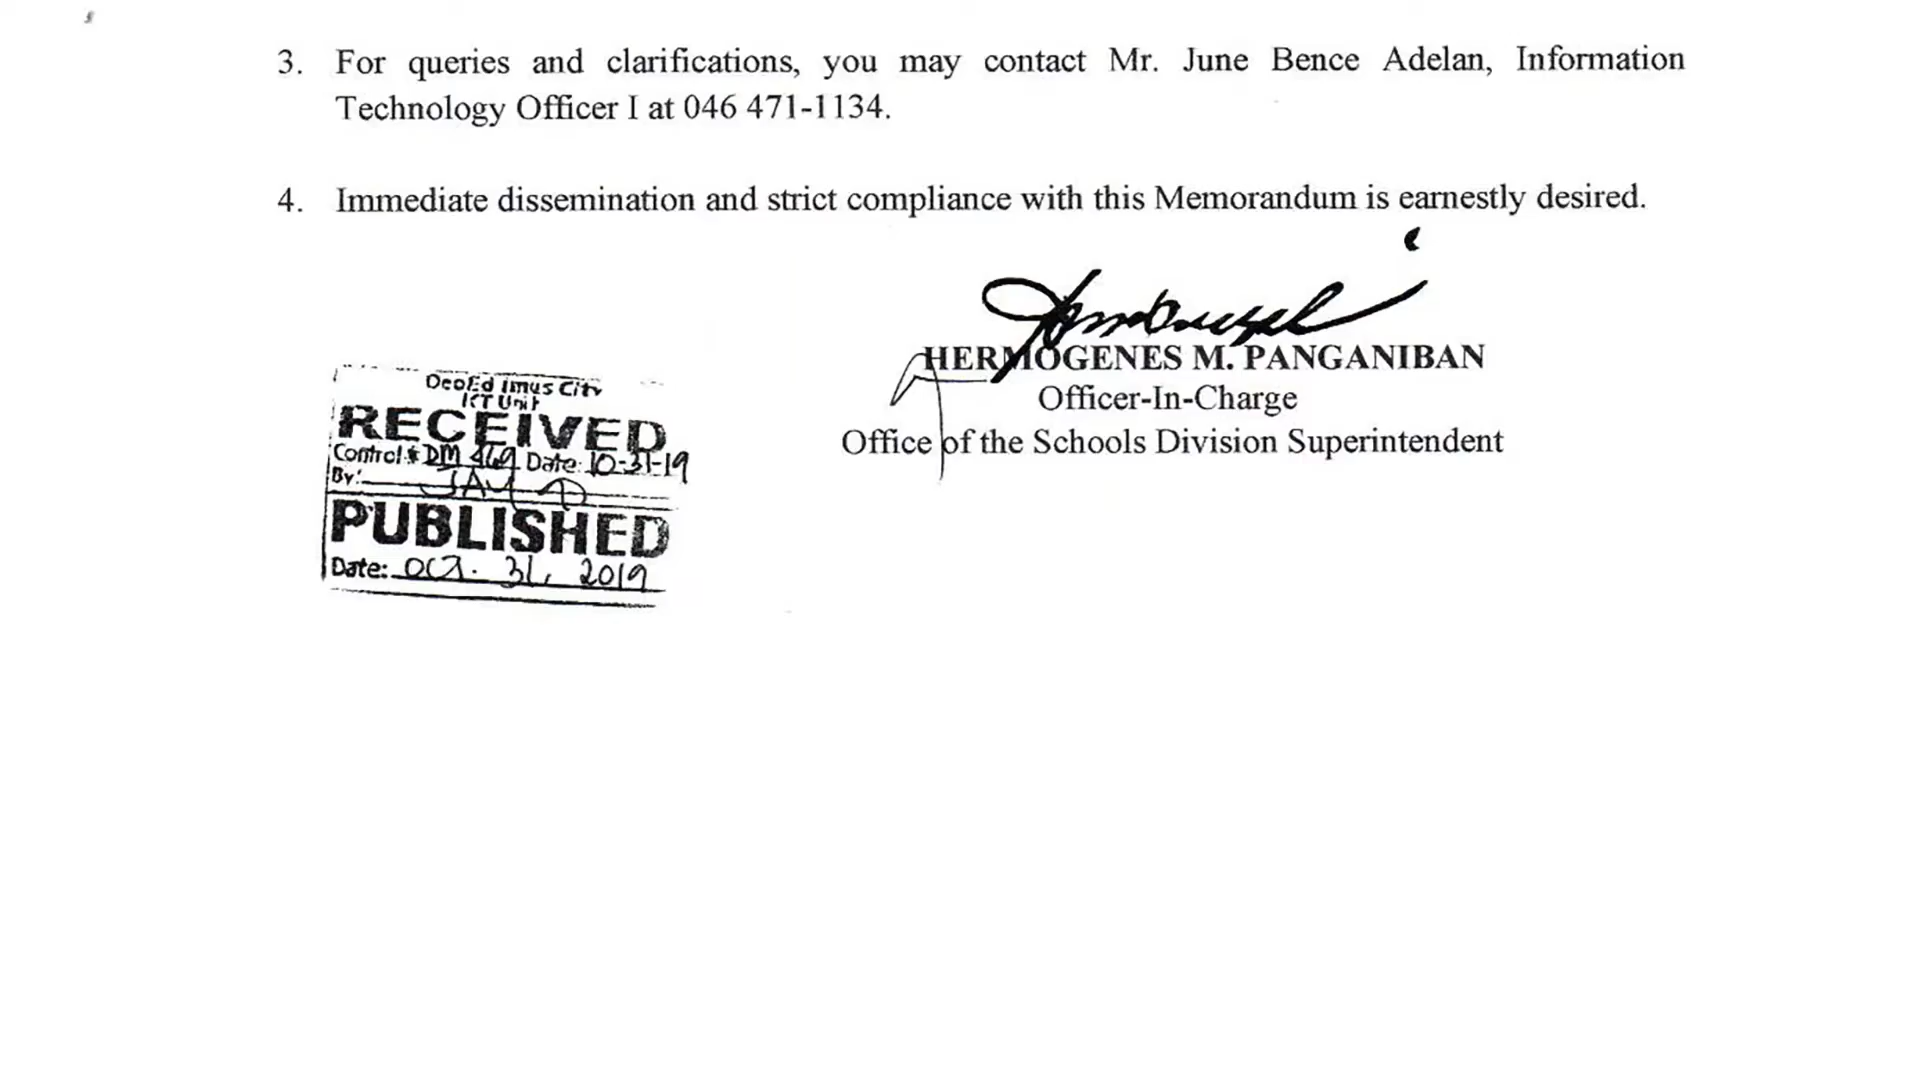 3. For queries and clarifications, you may contact Mr. June Bence Adelan, Information
Technology Officer I at 046 471-1134.
4. Immediate dissemination and strict compliance with this Memorandum is earnestly desired.
HERMOGENES M. PANGANIBAN
Officer-In-Charge
Office of the Schools Division Superintendent
DepEd Imus City
ICT Unit
RECEIVED
Control # DM 469 Date: 10-31-19
By:
PUBLISHED
Date: Oct. 31, 2019